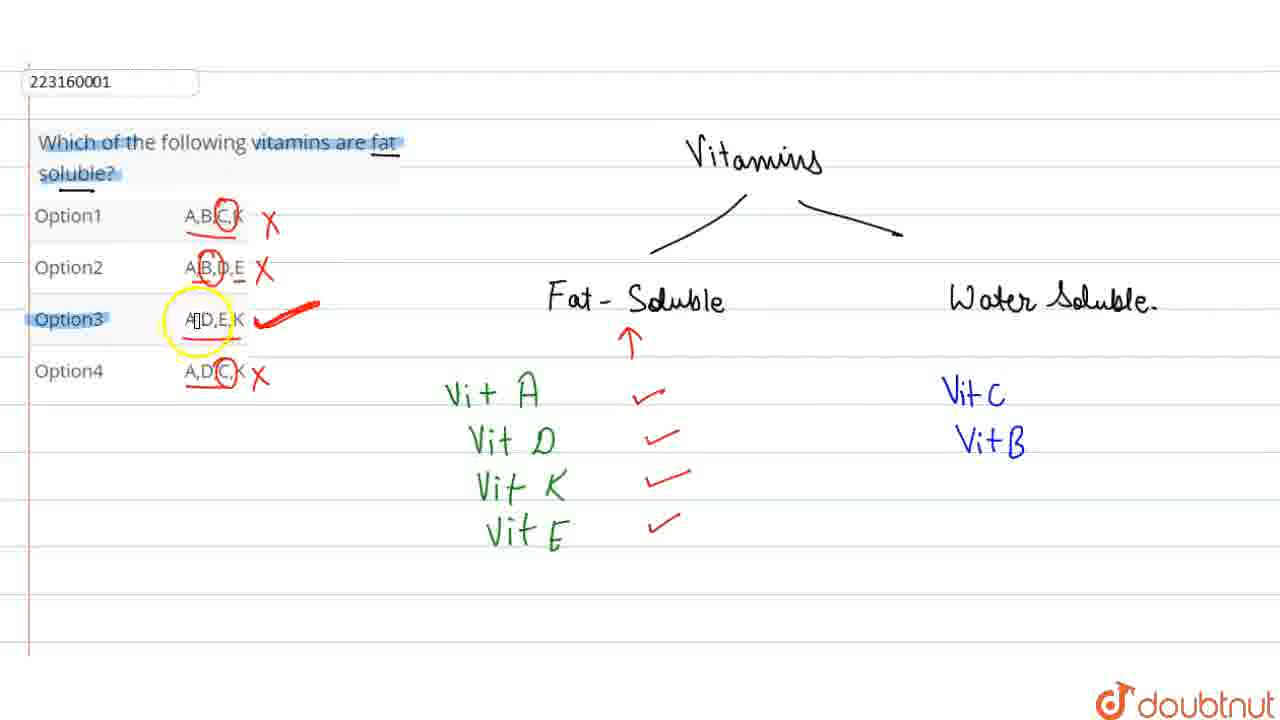 223160001
Which of the following vitamins are fat
soluble?
Option1 A,B,C,K X
Option2 A,B,D,E X
Option3 A,D,E,K
Option4 A,D,C,K X
Vitamins
Fat - Soluble
Water Soluble.
Vit A
Vit D
Vit K
Vit E
Vit C
Vit B
doubtnut